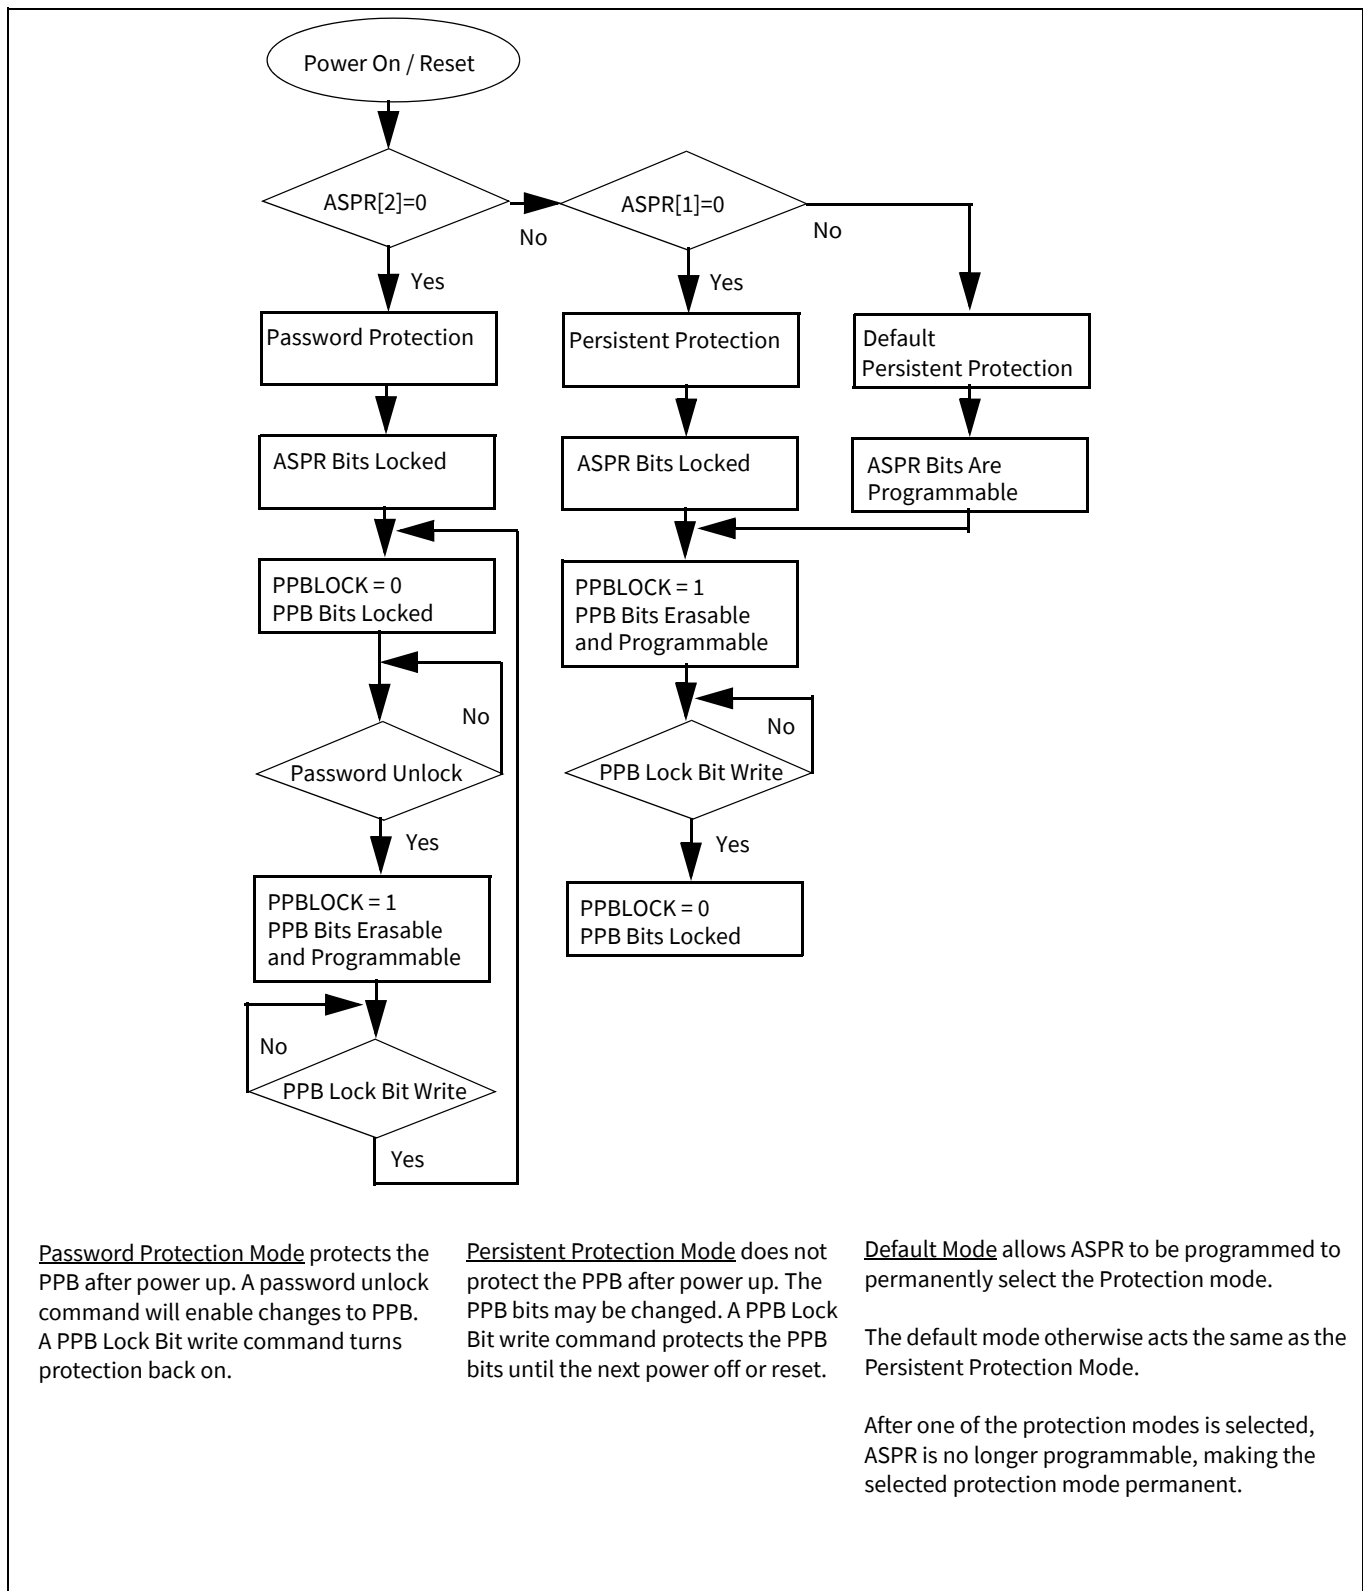 Power On / Reset
ASPR[2]=0
No
ASPR[1]=0
No
Yes
Yes
Password Protection
Persistent Protection
Default
Persistent Protection
ASPR Bits Locked
ASPR Bits Locked
ASPR Bits Are
Programmable
PPBLOCK = 0
PPB Bits Locked
PPBLOCK = 1
PPB Bits Erasable
and Programmable
No
No
Password Unlock
PPB Lock Bit Write
Yes
Yes
PPBLOCK = 1
PPB Bits Erasable
and Programmable
PPBLOCK = 0
PPB Bits Locked
No
PPB Lock Bit Write
Yes
Password Protection Mode protects the
PPB after power up. A password unlock
command will enable changes to PPB.
A PPB Lock Bit write command turns
protection back on.
Persistent Protection Mode does not
protect the PPB after power up. The
PPB bits may be changed. A PPB Lock
Bit write command protects the PPB
bits until the next power off or reset.
Default Mode allows ASPR to be programmed to
permanently select the Protection mode.
The default mode otherwise acts the same as the
Persistent Protection Mode.
After one of the protection modes is selected,
ASPR is no longer programmable, making the
selected protection mode permanent.